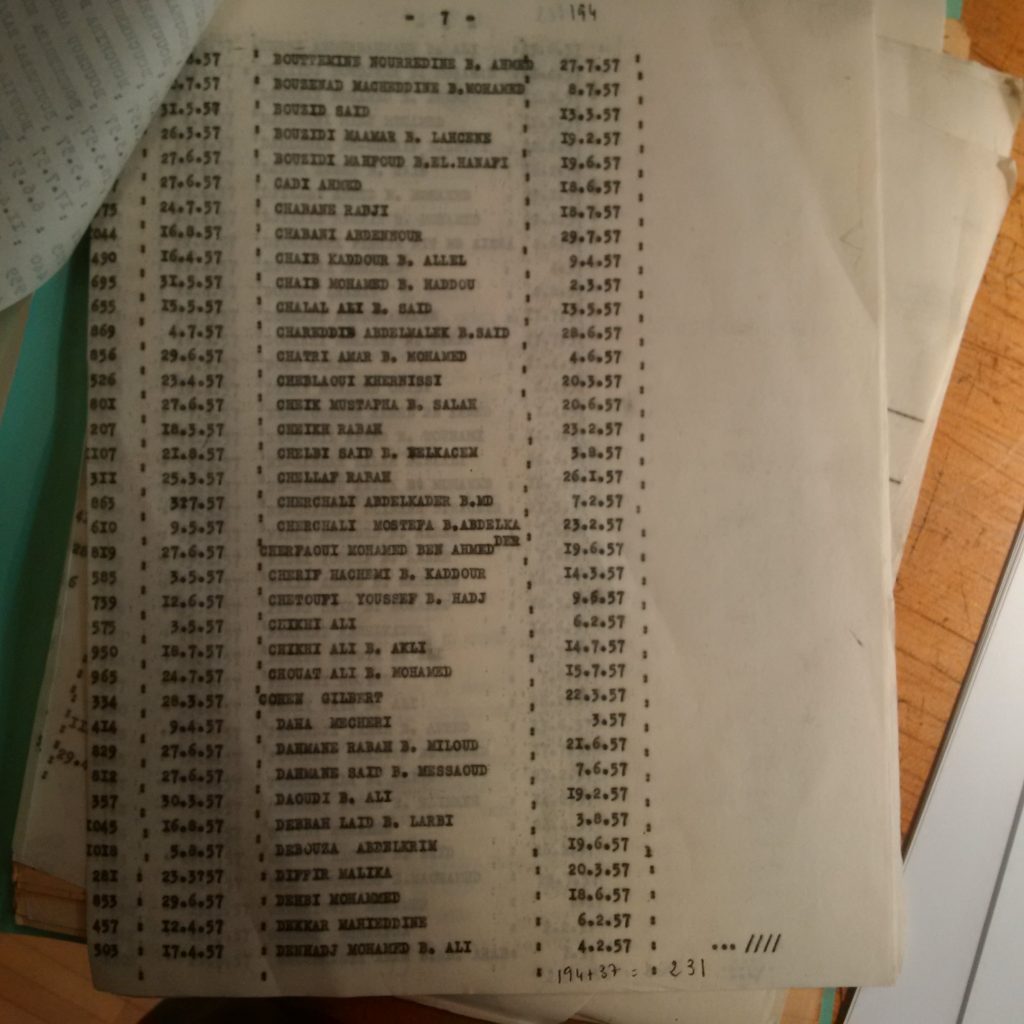 - 7 - 194
.57 : BOUTTEMINE NOURREDINE B. AHMED 27.7.57 :
.7.57 : BOUZENAD MACHEDDINE B.MOHAMED 8.7.57 :
31.5.57 : BOUZID SAID : 13.3.57 :
: 26.3.57 : BOUZIDI MAAMAR B. LAHCENE : 19.2.57 :
: 27.6.57 : BOUZIDI MAHFOUD B.EL.HANAFI 19.6.57 :
: 27.6.57 : CADI AHMED : 18.6.57 :
75 : 24.7.57 : CHABANE RABJI : 18.7.57 :
1044 : 16.8.57 : CHABANI ABDENNOUR : 29.7.57 :
490 : 16.4.57 : CHAIB KADDOUR B. ALLEL : 9.4.57 :
695 : 31.5.57 : CHAIB MOHAMED B. HADDOU : 2.3.57 :
655 : 13.5.57 : CHALAL ALI B. SAID : 13.5.57 :
869 : 4.7.57 : CHAREDDIB ABDELMALEK B.SAID 28.6.57 :
856 : 29.6.57 : CHATRI AMAR B. MOHAMED : 4.6.57 :
526 : 23.4.57 : CHEBLAOUI KHERNISSI : 20.3.57 :
801 : 27.6.57 : CHEIK MUSTAPHA B. SALAH : 20.6.57 :
207 : 18.3.57 : CHEIKH RABAH : 23.2.57 :
1107 : 21.8.57 : CHELBI SAID B. BELKACEM : 3.8.57 :
311 : 25.3.57 : CHELLAF RABAH : 26.1.57 :
863 : 3?7.57 : CHERCHALI ABDELKADER B.MD : 7.2.57 :
610 : 9.5.57 : CHERCHALI MOSTEFA B.ABDELKA : 23.2.57 :
DER
819 : 27.6.57 : CHERFAOUI MOHAMED BEN AHMED : 19.6.57 :
585 : 3.5.57 : CHERIF HACHEMI B. KADDOUR : 14.3.57 :
739 : 12.6.57 : CHETOUFI YOUSSEF B. HADJ : 9.6.57 :
575 : 3.5.57 : CHIKHI ALI : 6.2.57 :
950 : 18.7.57 : CHIKHI ALI B. AKLI : 14.7.57 :
965 : 24.7.57 : CHOUAT ALI B. MOHAMED : 15.7.57 :
334 : 28.3.57 : COHEN GILBERT : 22.3.57 :
414 : 9.4.57 : DAHA MECHERI : 3.57 :
829 : 27.6.57 : DAHMANE RABAH B. MILOUD : 21.6.57 :
812 : 27.6.57 : DAHMANE SAID B. MESSAOUD : 7.6.57 :
357 : 30.3.57 : DAOUDI B. ALI : 19.2.57 :
1045 : 16.8.57 : DEBBAH LAID B. LARBI : 3.8.57 :
1018 : 5.8.57 : DEBOUZA ABDELKRIM : 19.6.57 :
281 : 23.3?57 : DIFFIR MALIKA : 20.3.57 :
853 : 29.6.57 : DEHBI MOHAMMED : 18.6.57 :
457 : 12.4.57 : DEKKAR MAHIEDDINE : 6.2.57 :
503 : 17.4.57 : DENHADJ MOHAMED B. ALI : 4.2.57 : ... ////
: : : 194+37 = : 231